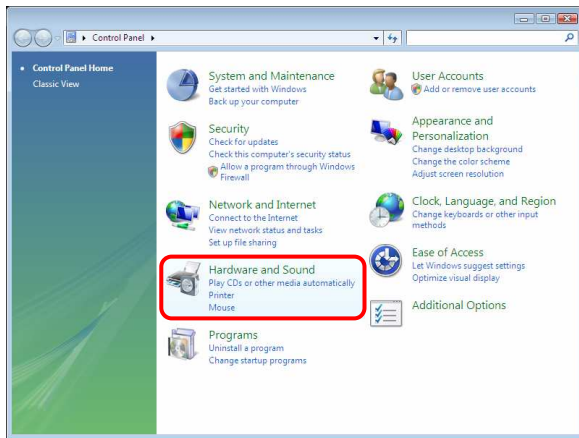 Control Panel
Control Panel Home
Classic View
System and Maintenance
Get started with Windows
Back up your computer
Security
Check for updates
Check this computer's security status
Allow a program through Windows
Firewall
Network and Internet
Connect to the Internet
View network status and tasks
Set up file sharing
Hardware and Sound
Play CDs or other media automatically
Printer
Mouse
Programs
Uninstall a program
Change startup programs
User Accounts
Add or remove user accounts
Appearance and
Personalization
Change desktop background
Change the color scheme
Adjust screen resolution
Clock, Language, and Region
Change keyboards or other input
methods
Ease of Access
Let Windows suggest settings
Optimize visual display
Additional Options